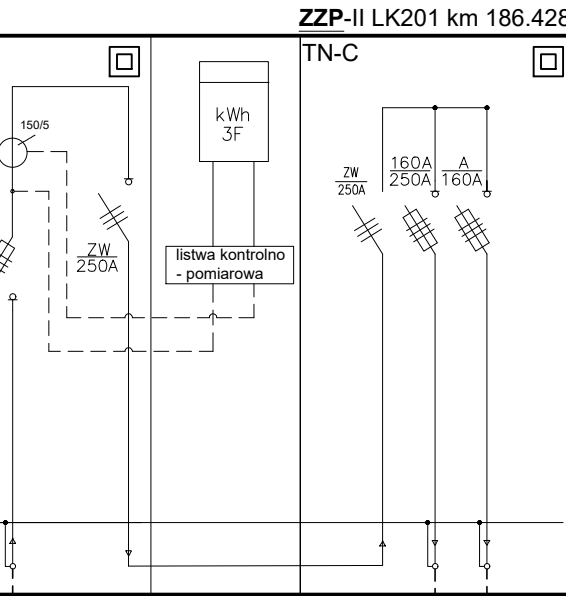 ZZP-II LK201 km 186.428
TN-C
150/5
kWh
3F
ZW
250A
listwa kontrolno
- pomiarowa
ZW
250A
160A
250A
A
160A